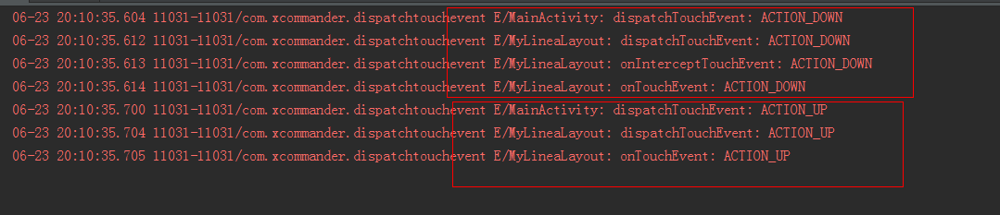 06-23 20:10:35.604 11031-11031/com.xcommander.dispatchtouchevent E/MainActivity: dispatchTouchEvent: ACTION_DOWN
06-23 20:10:35.612 11031-11031/com.xcommander.dispatchtouchevent E/MyLineaLayout: dispatchTouchEvent: ACTION_DOWN
06-23 20:10:35.613 11031-11031/com.xcommander.dispatchtouchevent E/MyLineaLayout: onInterceptTouchEvent: ACTION_DOWN
06-23 20:10:35.614 11031-11031/com.xcommander.dispatchtouchevent E/MyLineaLayout: onTouchEvent: ACTION_DOWN
06-23 20:10:35.700 11031-11031/com.xcommander.dispatchtouchevent E/MainActivity: dispatchTouchEvent: ACTION_UP
06-23 20:10:35.704 11031-11031/com.xcommander.dispatchtouchevent E/MyLineaLayout: dispatchTouchEvent: ACTION_UP
06-23 20:10:35.705 11031-11031/com.xcommander.dispatchtouchevent E/MyLineaLayout: onTouchEvent: ACTION_UP